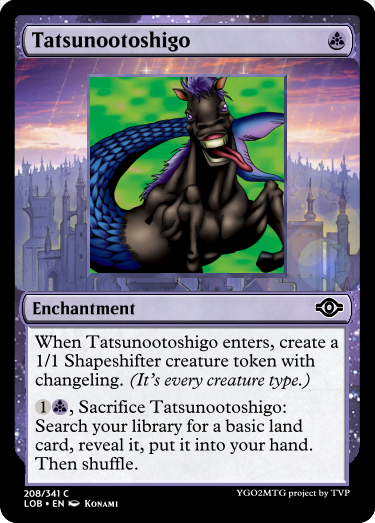 Tatsunootoshigo
Enchantment
When Tatsunootoshigo enters, create a
1/1 Shapeshifter creature token with
changeling. (It's every creature type.)
1, Sacrifice Tatsunootoshigo:
Search your library for a basic land
card, reveal it, put it into your hand.
Then shuffle.
208/341 C
LOB • EN Konami
YGO2MTG project by TVP